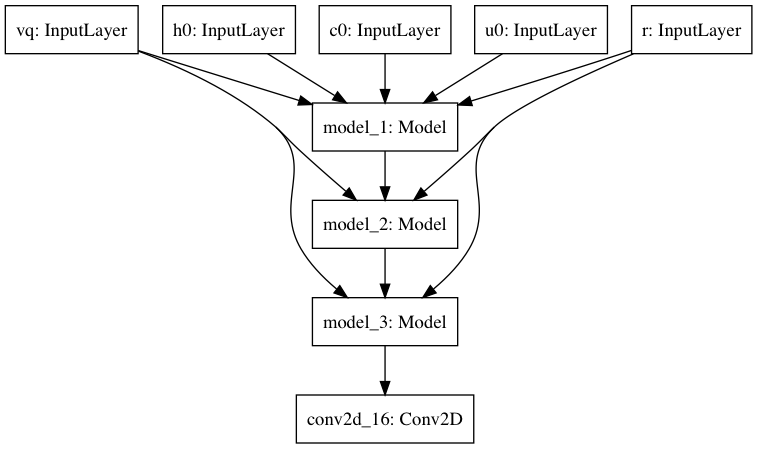 vq: InputLayer
h0: InputLayer
c0: InputLayer
u0: InputLayer
r: InputLayer
model_1: Model
model_2: Model
model_3: Model
conv2d_16: Conv2D